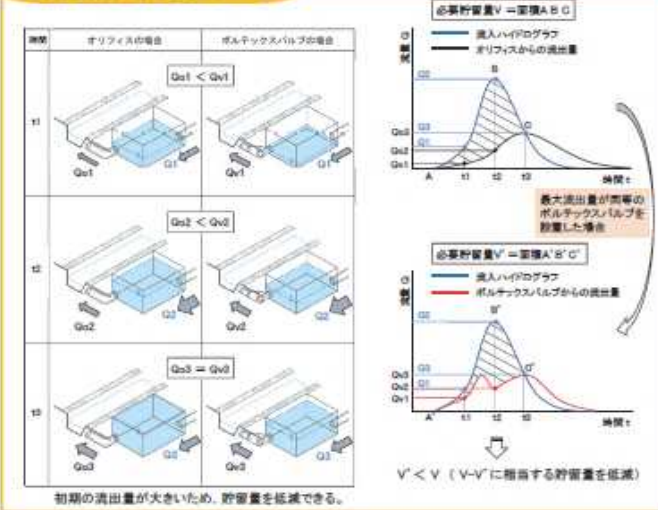 時間
オリフィスの場合
ボルテックスバルブの場合
Qo1 < Qv1
t1
Q1
Qo1
Q1
Qv1
Qo2 < Qv2
t2
Q2
Qo2
Q2
Qv2
Qo3 = Qv3
t3
Q3
Qo3
Q3
Qv3
初期の流出量が大きいため、貯留量を低減できる。
必要貯留量V =面積ABC
流入ハイドログラフ
オリフィスからの流出量
流量 Q
B
Q2
Q3
Qo3
Q1
Qo2
Qo1
C
A
t1
t2
t3
時間 t
最大流出量が同等の
ボルテックスバルブを
設置した場合
必要貯留量V'=面積A'B'C'
流入ハイドログラフ
ボルテックスバルブからの流出量
流量 Q
B'
Q2
Q3
Qv3
Qv2
Q1
Qv1
C'
A'
t1
t2
t3
時間 t
V'< V ( V-V'に相当する貯留量を低減)